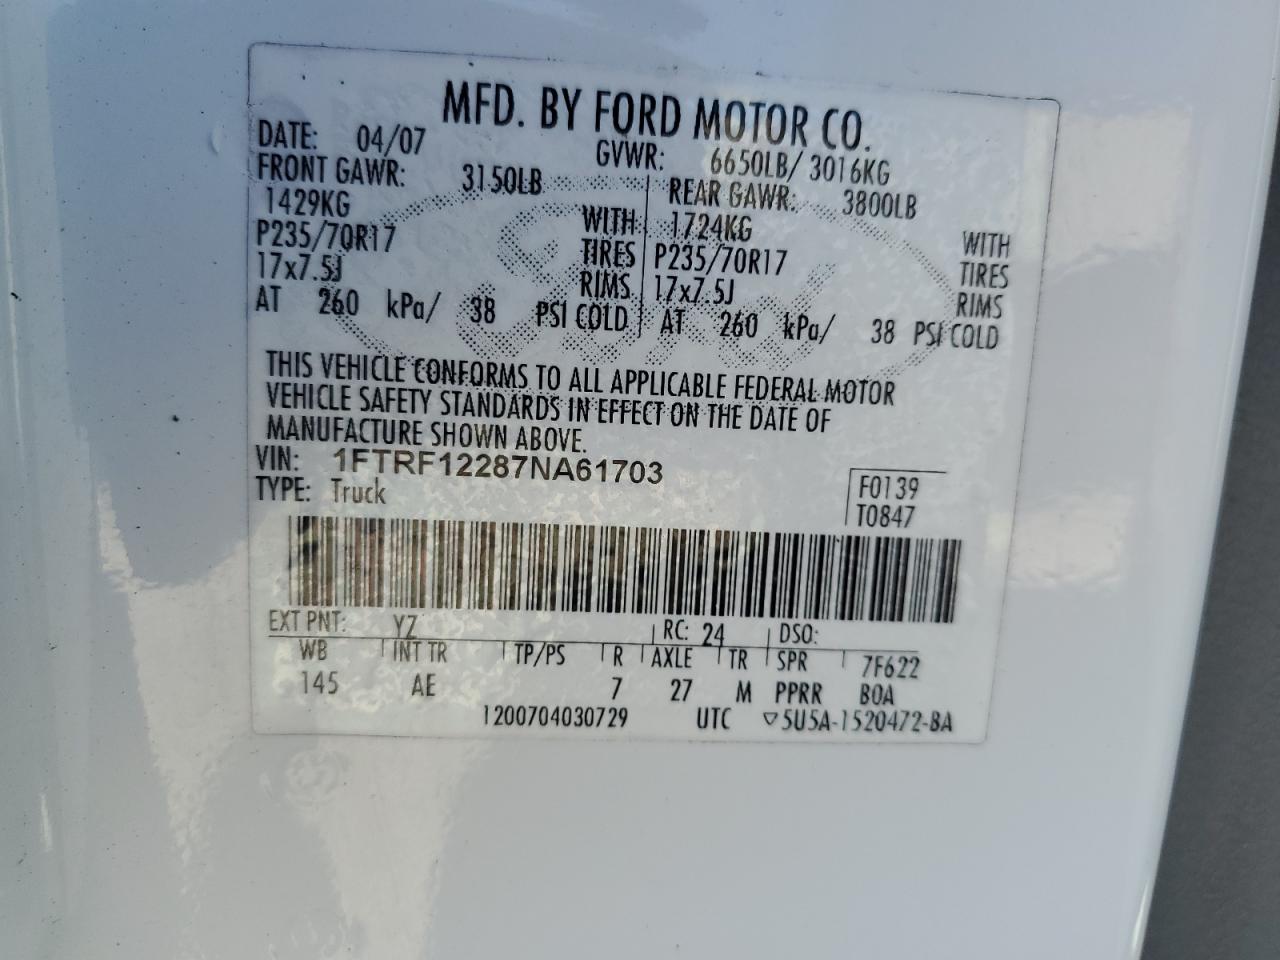 MFD. BY FORD MOTOR CO.
DATE: 04/07 GVWR: 6650LB/ 3016KG
FRONT GAWR: 3150LB REAR GAWR: 3800LB
1429KG WITH 1724KG WITH
P235/70R17 TIRES P235/70R17 TIRES
17x7.5J RIMS 17x7.5J RIMS
AT 260 kPa/ 38 PSI COLD AT 260 kPa/ 38 PSI COLD
THIS VEHICLE CONFORMS TO ALL APPLICABLE FEDERAL MOTOR
VEHICLE SAFETY STANDARDS IN EFFECT ON THE DATE OF
MANUFACTURE SHOWN ABOVE.
VIN: 1FTRF12287NA61703
TYPE: Truck
F0139
T0847
EXT PNT: YZ RC: 24 DSO:
WB INT TR TP/PS R AXLE TR SPR 7F622
145 AE 7 27 M PPRR BOA
1200704030729 UTC ▽5U5A-1520472-BA